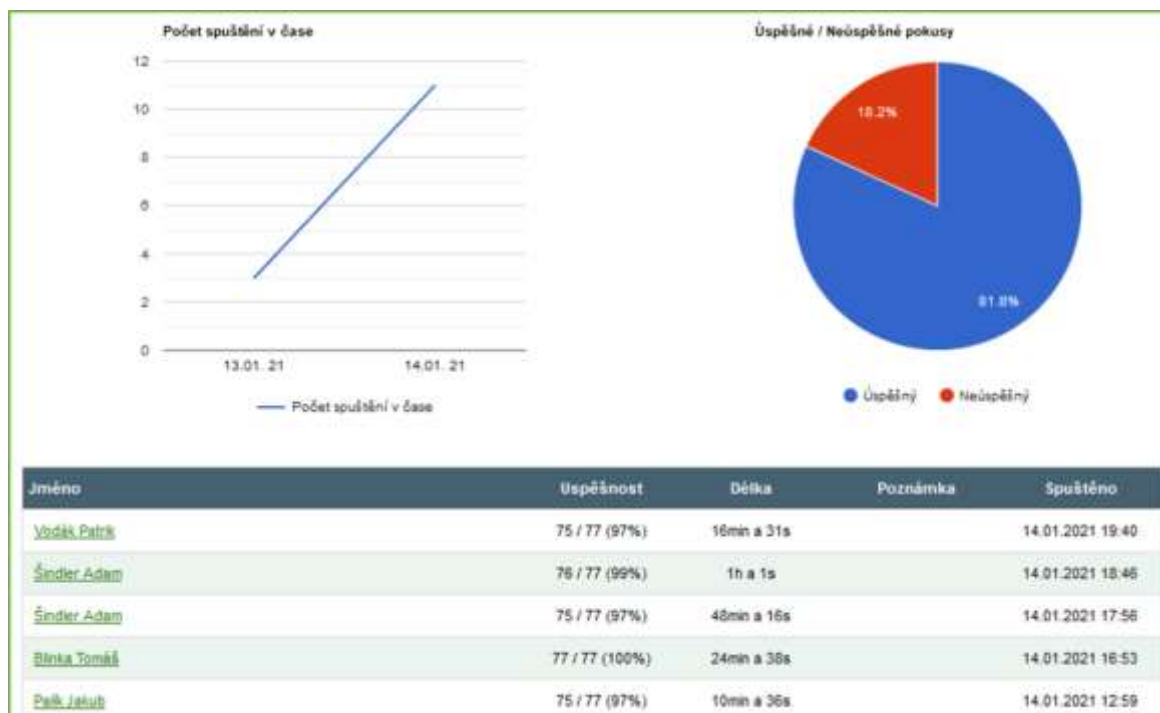 Počet spuštění v čase
12
10
8
6
4
2
0
13.01. 21 14.01. 21
Počet spuštění v čase
Úspěšné / Neúspěšné pokusy
18.2%
81.8%
Úspěšný Neúspěšný
Jméno Uspěšnost Délka Poznámka Spuštěno
Vodák Patrik 75 / 77 (97%) 16min a 31s 14.01.2021 19:40
Šindler Adam 76 / 77 (99%) 1h a 1s 14.01.2021 18:46
Šindler Adam 75 / 77 (97%) 48min a 16s 14.01.2021 17:56
Blinka Tomáš 77 / 77 (100%) 24min a 38s 14.01.2021 16:53
Palík Jakub 75 / 77 (97%) 10min a 36s 14.01.2021 12:59